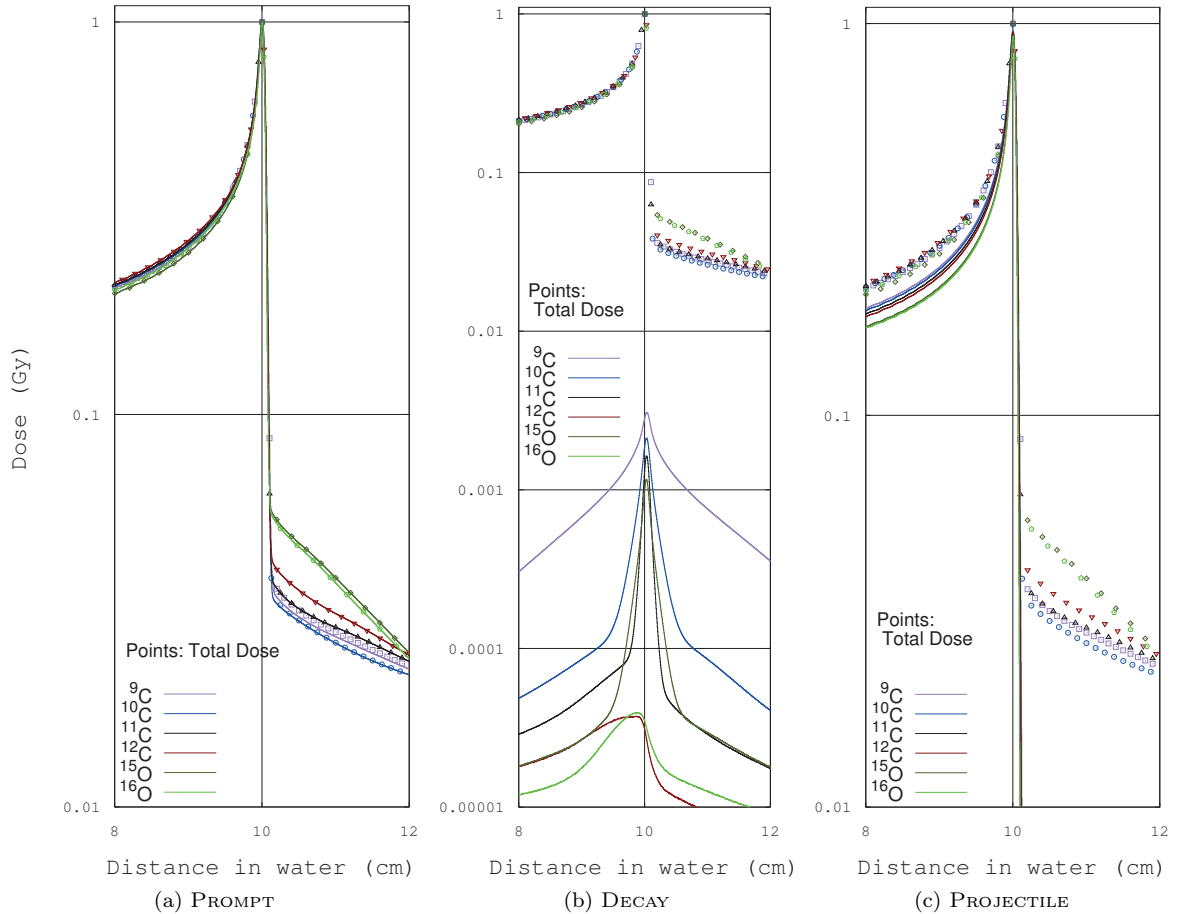 Dose (Gy)
1
0.1
0.01
Points: Total Dose
⁹C
¹⁰C
¹¹C
¹²C
¹⁵O
¹⁶O
8
10
12
Distance in water (cm)
(a) PROMPT
1
0.1
0.01
0.001
0.0001
0.00001
Points:
Total Dose
⁹C
¹⁰C
¹¹C
¹²C
¹⁵O
¹⁶O
8
10
12
Distance in water (cm)
(b) DECAY
1
0.1
0.01
Points:
Total Dose
⁹C
¹⁰C
¹¹C
¹²C
¹⁵O
¹⁶O
8
10
12
Distance in water (cm)
(c) PROJECTILE